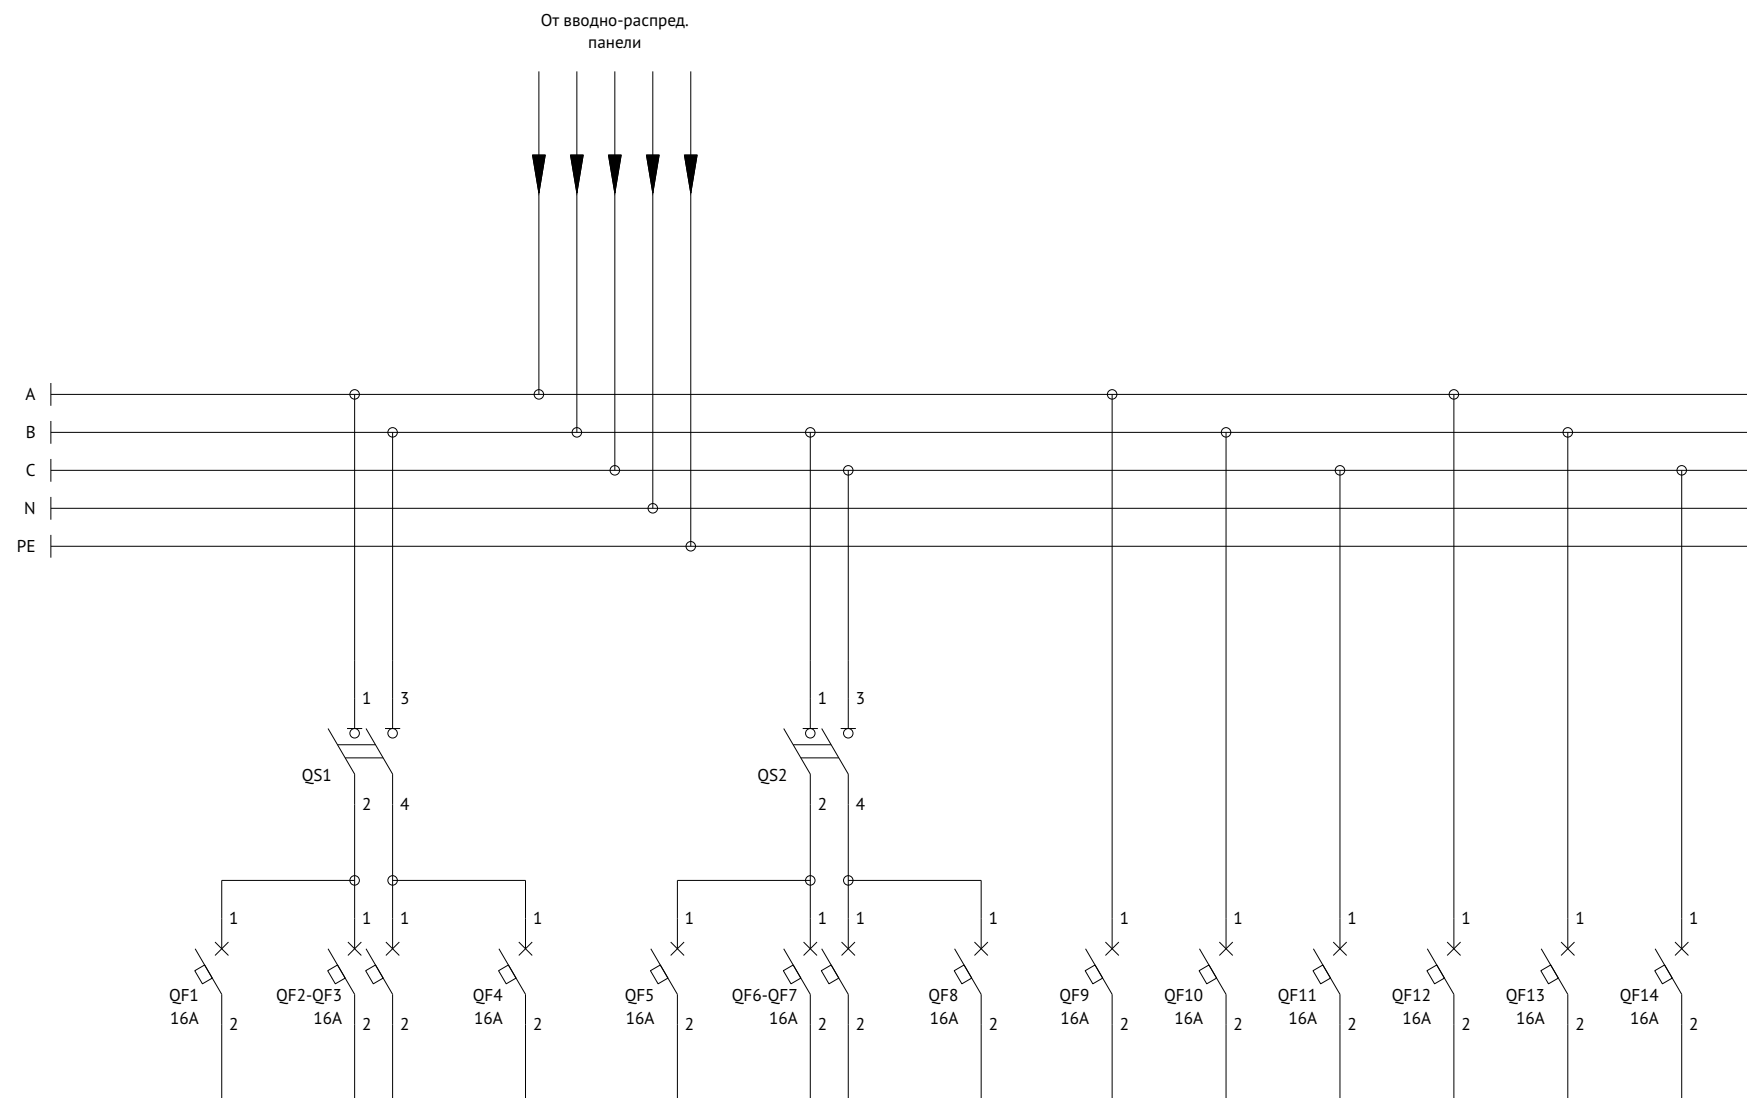 От вводно-распред.
панели
A
B
C
N
PE
1 3 1 3
QS1 QS2
2 4 2 4
1 1 1 1 1 1 1 1 1 1 1 1 1 1
QF1 QF2-QF3 QF4 QF5 QF6-QF7 QF8 QF9 QF10 QF11 QF12 QF13 QF14
16A 16A 16A 16A 16A 16A 16A 16A 16A 16A 16A 16A
2 2 2 2 2 2 2 2 2 2 2 2 2 2